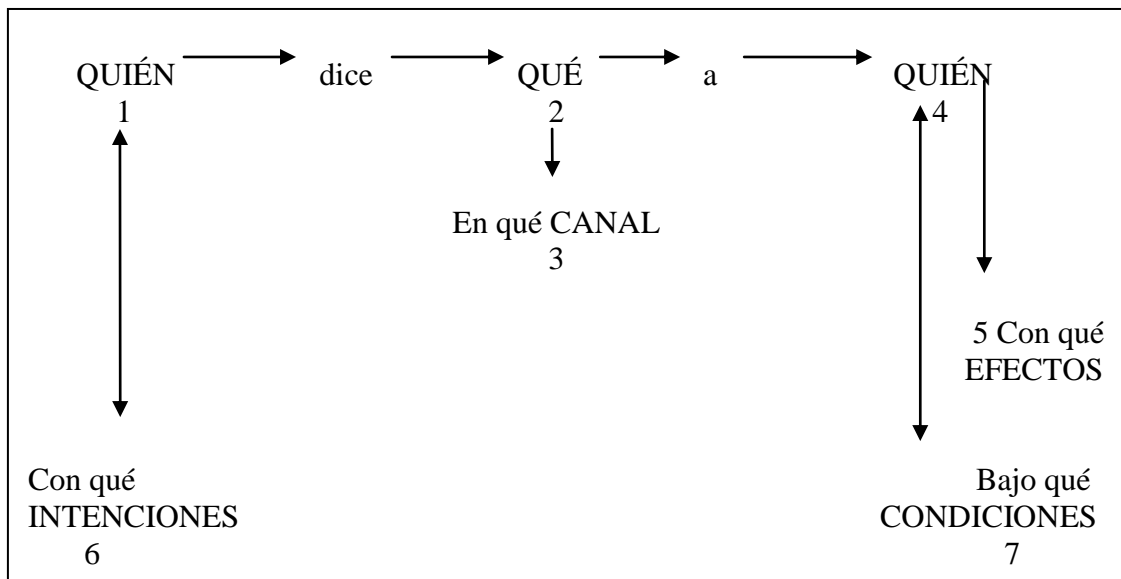 QUIÉN dice QUÉ a QUIÉN
1 2 4
En qué CANAL
3
5 Con qué
EFECTOS
Con qué Bajo qué
INTENCIONES CONDICIONES
6 7